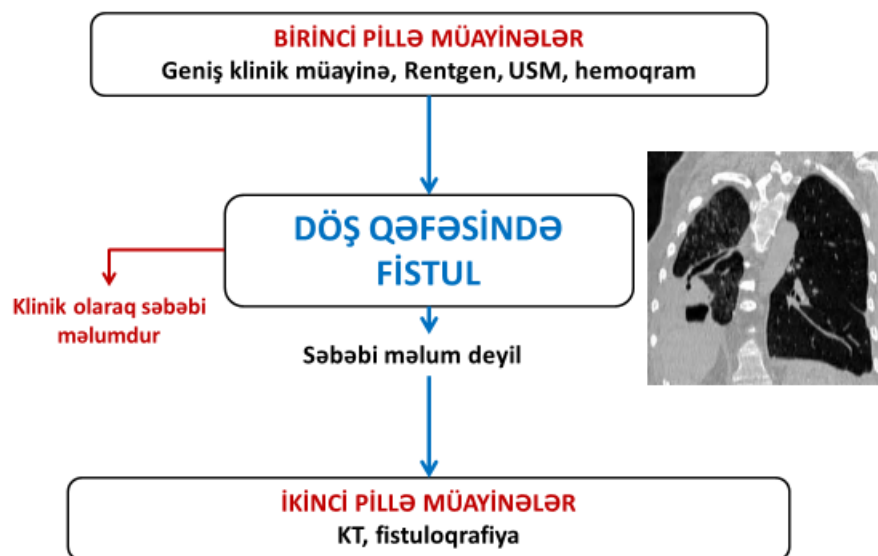 BİRİNCİ PİLLƏ MÜAYİNƏLƏR
Geniş klinik müayinə, Rentgen, USM, hemoqram
DÖŞ QƏFƏSİNDƏ
FİSTUL
Klinik olaraq səbəbi
məlumdur
Səbəbi məlum deyil
İKİNCİ PİLLƏ MÜAYİNƏLƏR
KT, fistuloqrafiya